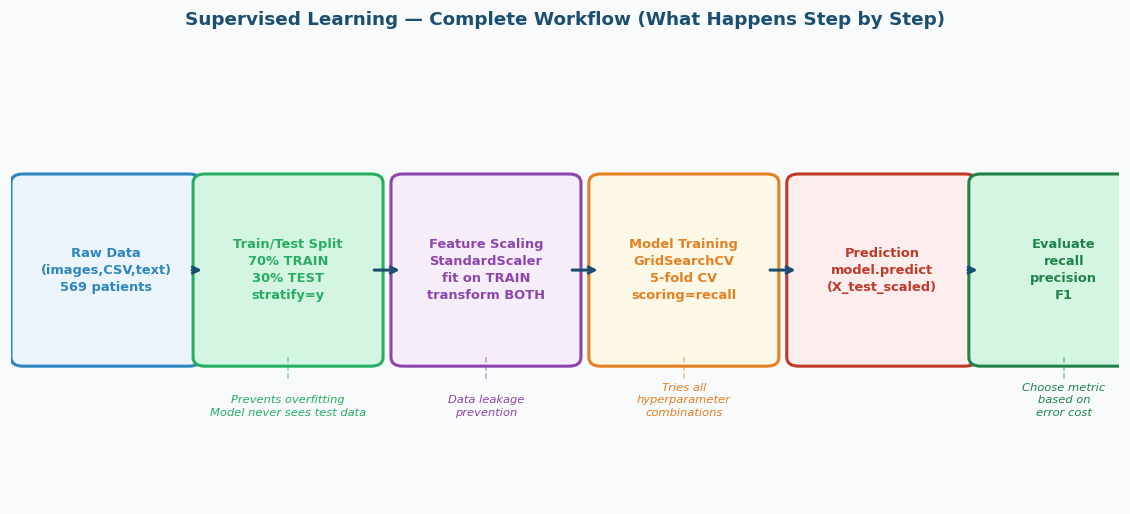 Supervised Learning — Complete Workflow (What Happens Step by Step)
Raw Data
(images,CSV,text)
569 patients
Train/Test Split
70% TRAIN
30% TEST
stratify=y
Feature Scaling
StandardScaler
fit on TRAIN
transform BOTH
Model Training
GridSearchCV
5-fold CV
scoring=recall
Prediction
model.predict
(X_test_scaled)
Evaluate
recall
precision
F1
Prevents overfitting
Model never sees test data
Data leakage
prevention
Tries all
hyperparameter
combinations
Choose metric
based on
error cost